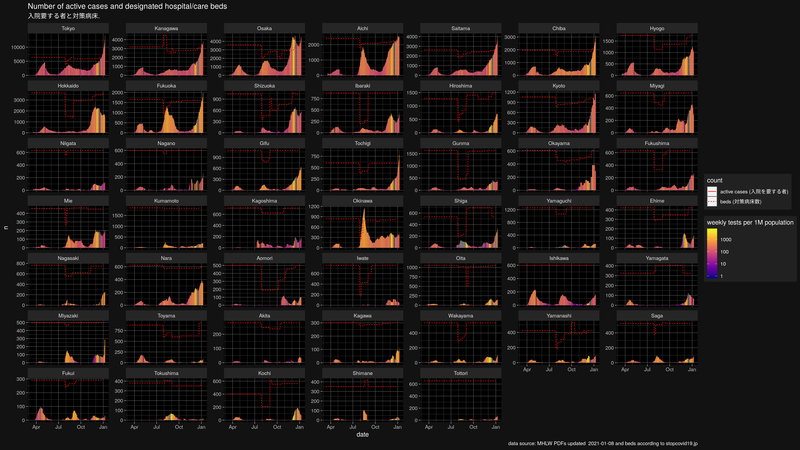 Number of active cases and designated hospital/care beds
入院要する者と対策病床.
Tokyo Kanagawa Osaka Aichi Saitama Chiba Hyogo
Hokkaido Fukuoka Shizuoka Ibaraki Hiroshima Kyoto Miyagi
Niigata Nagano Gifu Tochigi Gunma Okayama Fukushima
Mie Kumamoto Kagoshima Okinawa Shiga Yamaguchi Ehime
Nagasaki Nara Aomori Iwate Oita Ishikawa Yamagata
Miyazaki Toyama Akita Kagawa Wakayama Yamanashi Saga
Fukui Tokushima Kochi Shimane Tottori
Apr Jul Oct Jan
n
date
count
active cases (入院を要する者)
beds (対策病床数)
weekly tests per 1M population
1000
100
10
1
data source: MHLW PDFs updated 2021-01-08 and beds according to stopcovid19.jp